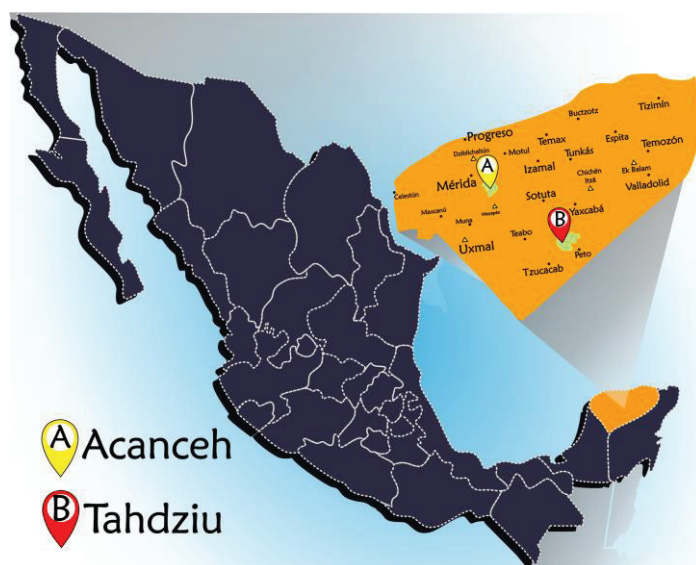 Buctzotz
Tizimín
Progreso
Temax
Espita
Dzibilchaltún
Motul
Tunkás
Temozón
A
Izamal
Chichén
Itzá
Ek Balam
Mérida
Valladolid
Celestún
Sotuta
Maxcanú
Mayapán
Yaxcabá
Muna
B
Teabo
Uxmal
Peto
Tzucacab
A Acanceh
B Tahdziu